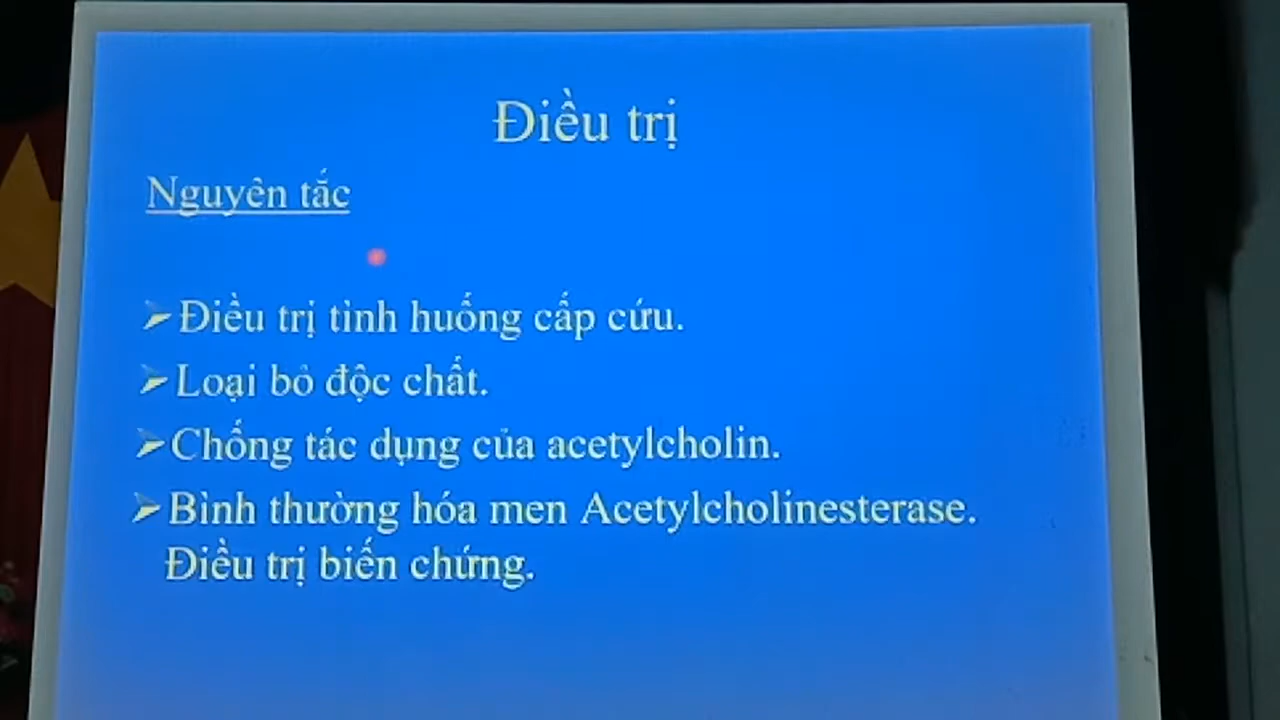 Điều trị
Nguyên tắc
Điều trị tình huống cấp cứu.
Loại bỏ độc chất.
Chống tác dụng của acetylcholin.
Bình thường hóa men Acetylcholinesterase.
Điều trị biến chứng.